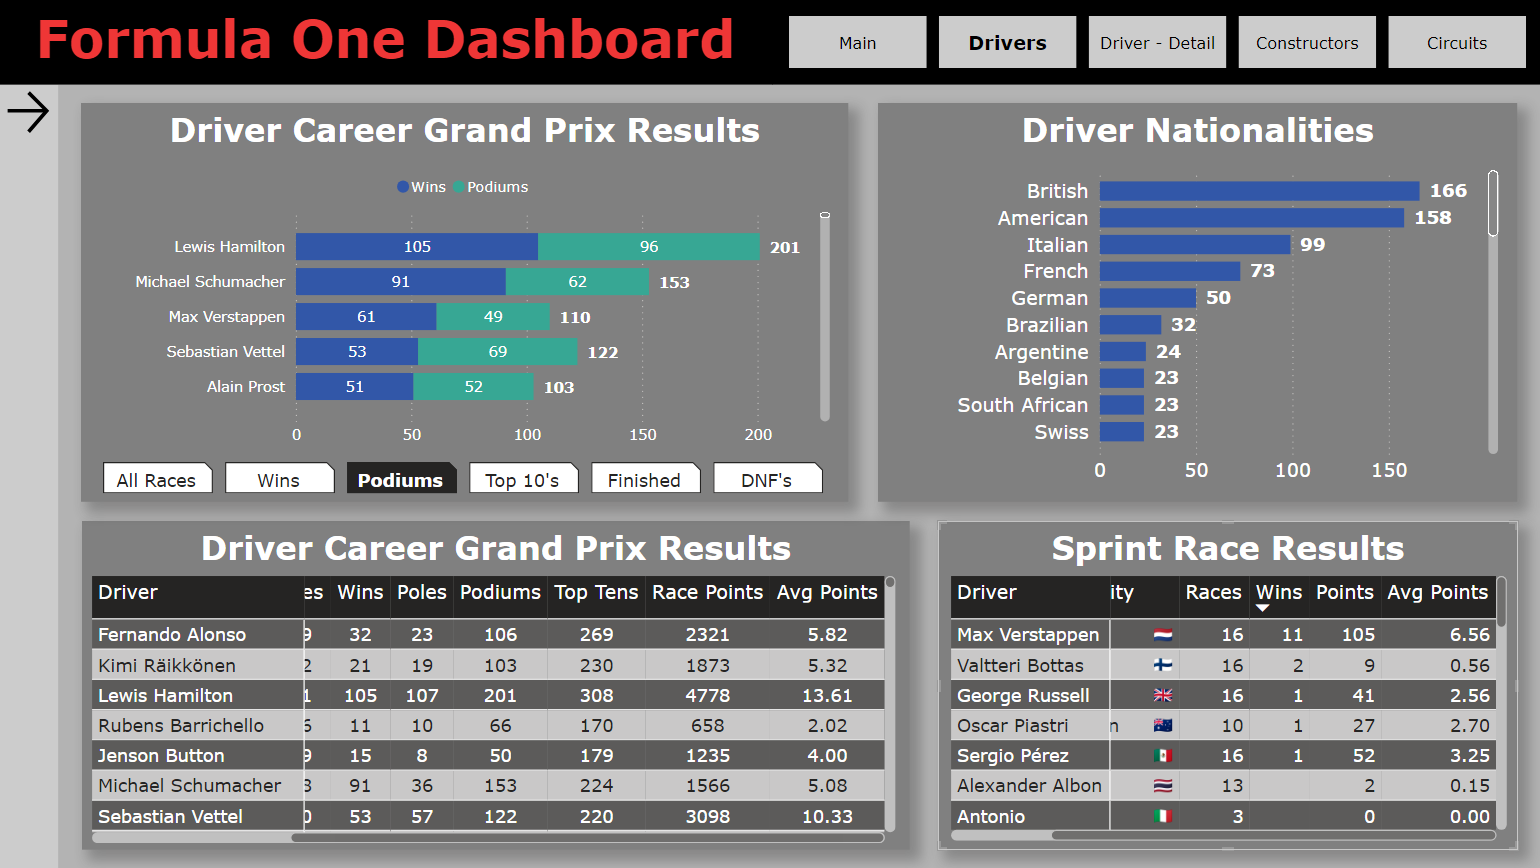 Formula One Dashboard
Main
Drivers
Driver - Detail
Constructors
Circuits
Driver Career Grand Prix Results
Wins Podiums
Lewis Hamilton 105 96 201
Michael Schumacher 91 62 153
Max Verstappen 61 49 110
Sebastian Vettel 53 69 122
Alain Prost 51 52 103
0 50 100 150 200
All Races Wins Podiums Top 10's Finished DNF's
Driver Nationalities
British 166
American 158
Italian 99
French 73
German 50
Brazilian 32
Argentine 24
Belgian 23
South African 23
Swiss 23
0 50 100 150
Driver Career Grand Prix Results
Driver es Wins Poles Podiums Top Tens Race Points Avg Points
Fernando Alonso 9 32 23 106 269 2321 5.82
Kimi Räikkönen 2 21 19 103 230 1873 5.32
Lewis Hamilton 1 105 107 201 308 4778 13.61
Rubens Barrichello 11 10 66 170 658 2.02
Jenson Button 9 15 8 50 179 1235 4.00
Michael Schumacher 91 36 153 224 1566 5.08
Sebastian Vettel 0 53 57 122 220 3098 10.33
Sprint Race Results
Driver ity Races Wins Points Avg Points
Max Verstappen 16 11 105 6.56
Valtteri Bottas 16 2 9 0.56
George Russell 16 1 41 2.56
Oscar Piastri n 10 1 27 2.70
Sergio Pérez 16 1 52 3.25
Alexander Albon 13 2 0.15
Antonio 3 0 0.00